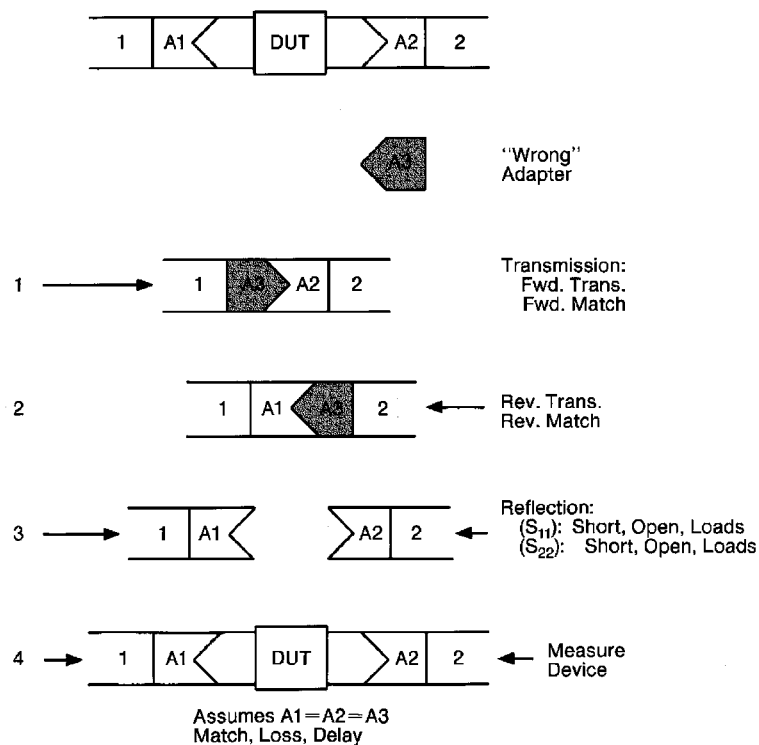 1 A1 DUT A2 2
A3
"Wrong"
Adapter
1
1 A3 A2 2
Transmission:
Fwd. Trans.
Fwd. Match
2
1 A1 A3 2
Rev. Trans.
Rev. Match
3
1 A1 A2 2
Reflection:
(S₁₁): Short, Open, Loads
(S₂₂): Short, Open, Loads
4
1 A1 DUT A2 2
Measure
Device
Assumes A1=A2=A3
Match, Loss, Delay